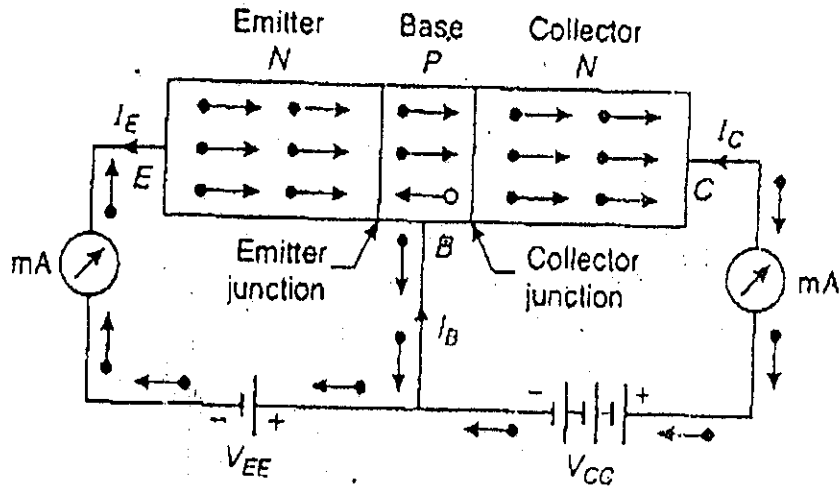 Emitter Base Collector
N P N
I_E I_C
E C
B
Emitter junction Collector junction
mA mA
I_B
− + − +
V_EE V_CC